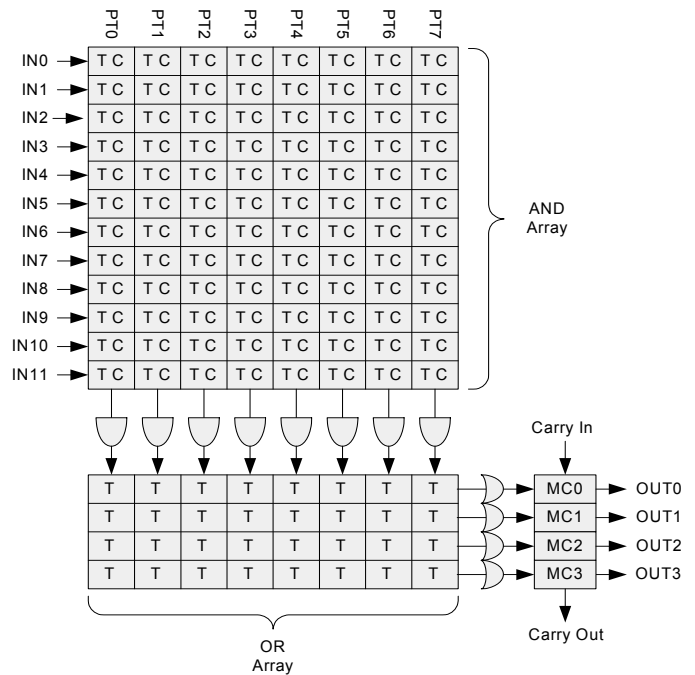 PT0 PT1 PT2 PT3 PT4 PT5 PT6 PT7
IN0 T C T C T C T C T C T C T C T C
IN1 T C T C T C T C T C T C T C T C
IN2 T C T C T C T C T C T C T C T C
IN3 T C T C T C T C T C T C T C T C
IN4 T C T C T C T C T C T C T C T C
IN5 T C T C T C T C T C T C T C T C
IN6 T C T C T C T C T C T C T C T C
IN7 T C T C T C T C T C T C T C T C
IN8 T C T C T C T C T C T C T C T C
IN9 T C T C T C T C T C T C T C T C
IN10 T C T C T C T C T C T C T C T C
IN11 T C T C T C T C T C T C T C T C
AND
Array
Carry In
T T T T T T T T MC0 OUT0
T T T T T T T T MC1 OUT1
T T T T T T T T MC2 OUT2
T T T T T T T T MC3 OUT3
Carry Out
OR
Array